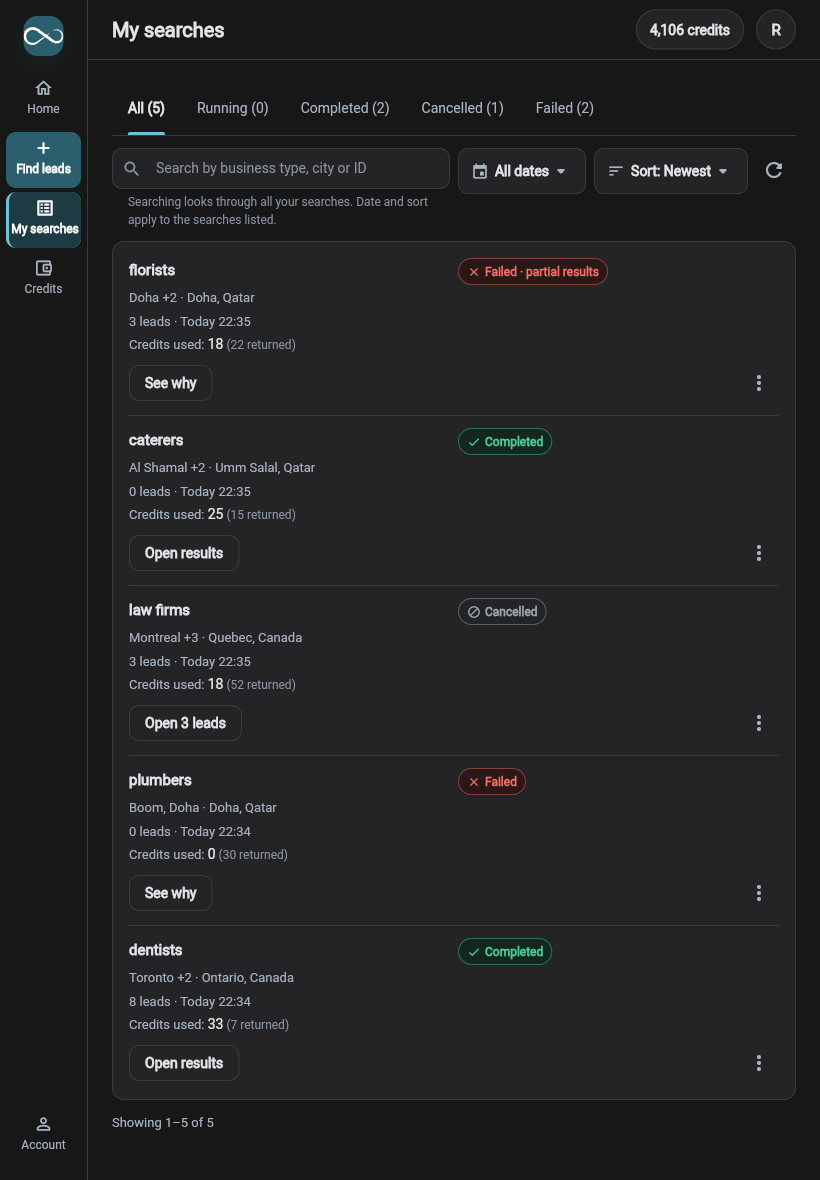 My searches
4,106 credits
R
Home
Find leads
My searches
Credits
All (5)
Running (0)
Completed (2)
Cancelled (1)
Failed (2)
Search by business type, city or ID
All dates
Sort: Newest
Searching looks through all your searches. Date and sort
apply to the searches listed.
florists
Failed · partial results
Doha +2 · Doha, Qatar
3 leads · Today 22:35
Credits used: 18 (22 returned)
See why
caterers
Completed
Al Shamal +2 · Umm Salal, Qatar
0 leads · Today 22:35
Credits used: 25 (15 returned)
Open results
law firms
Cancelled
Montreal +3 · Quebec, Canada
3 leads · Today 22:35
Credits used: 18 (52 returned)
Open 3 leads
plumbers
Failed
Boom, Doha · Doha, Qatar
0 leads · Today 22:34
Credits used: 0 (30 returned)
See why
dentists
Completed
Toronto +2 · Ontario, Canada
8 leads · Today 22:34
Credits used: 33 (7 returned)
Open results
Showing 1–5 of 5
Account